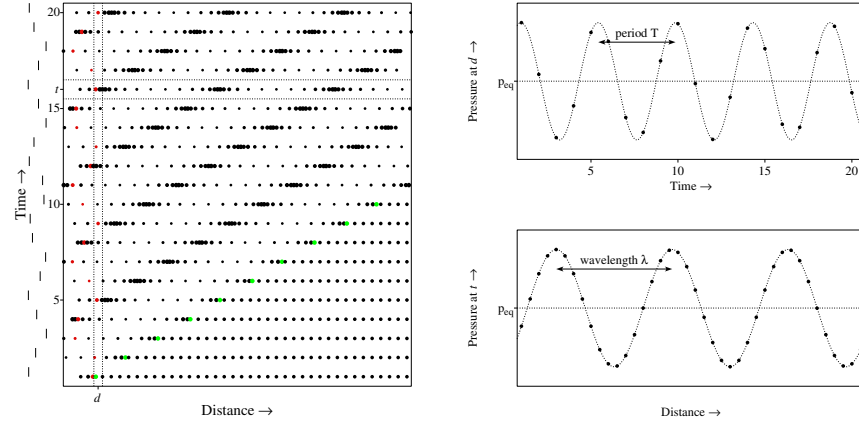 20
t
15
10
5
Time →
d
Distance →
Pressure at d →
peq
period T
5
10
15
20
Time →
Pressure at t →
peq
wavelength λ
Distance →